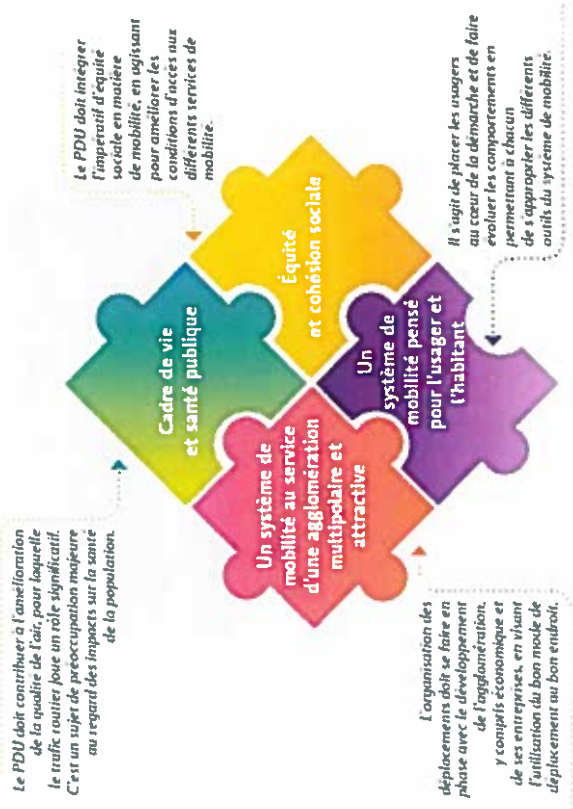 Le PDU doit contribuer à l'amélioration
de la qualité de l'air, pour laquelle
le trafic routier joue un rôle significatif.
C'est un sujet de préoccupation majeure
au regard des impacts sur la santé
de la population.
Le PDU doit intégrer
l'impératif d'équité
sociale en matière
de mobilité, en agissant
pour améliorer les
conditions d'accès aux
différents services de
mobilité.
Cadre de vie
et santé publique
Équité
et cohésion sociale
Un système de
mobilité au service
d'une agglomération
multipolaire et
attractive
Un
système de
mobilité pensé
pour l'usager et
l'habitant
L'organisation des
déplacements doit se faire en
phase avec le développement
de l'agglomération,
y compris économique et
de ses entreprises, en visant
l'utilisation du bon mode de
déplacement au bon endroit.
Il s'agit de placer les usagers
au cœur de la démarche et de faire
évoluer les comportements en
permettant à chacun
de s'approprier les différents
outils du système de mobilité.